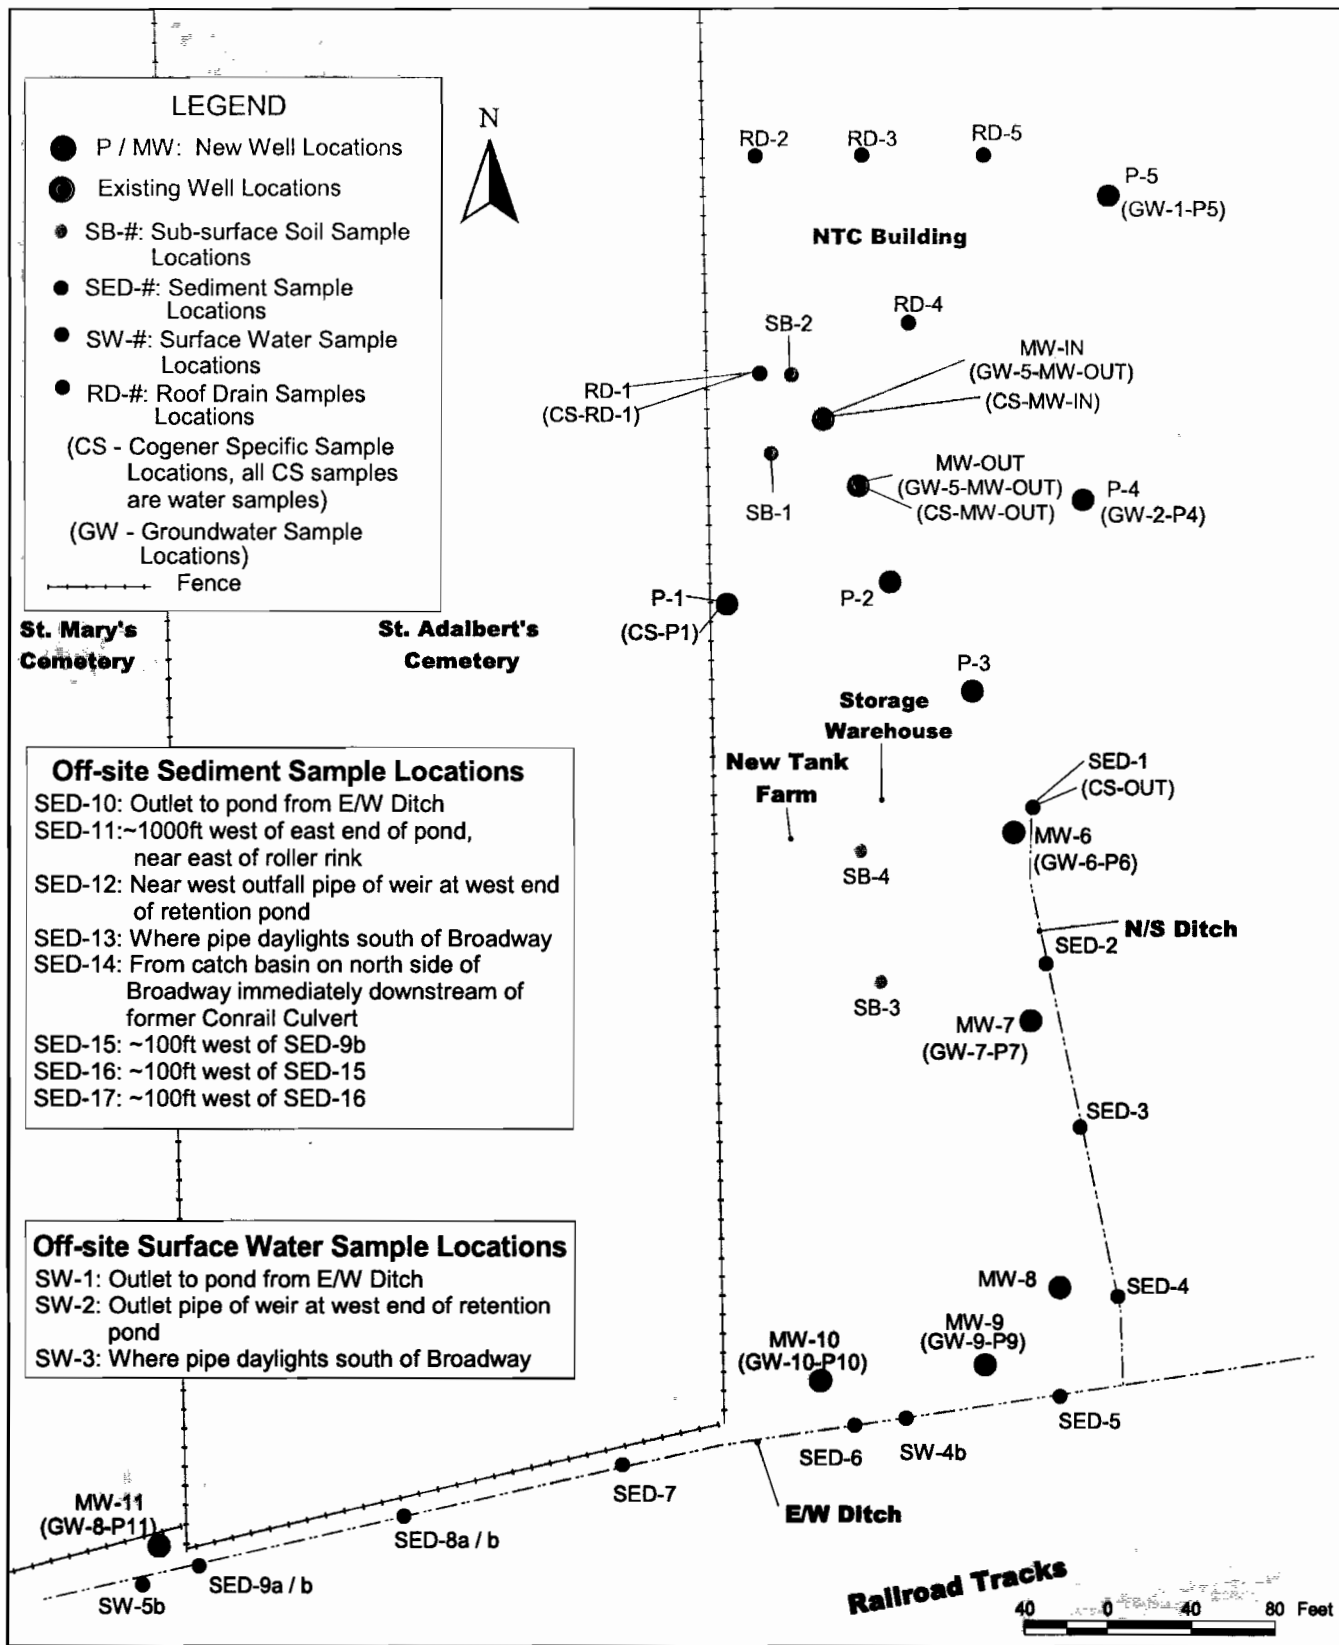 LEGEND
P / MW: New Well Locations
Existing Well Locations
SB-#: Sub-surface Soil Sample
Locations
SED-#: Sediment Sample
Locations
SW-#: Surface Water Sample
Locations
RD-#: Roof Drain Samples
Locations
(CS - Cogener Specific Sample
Locations, all CS samples
are water samples)
(GW - Groundwater Sample
Locations)
Fence
N
RD-2
RD-3
RD-5
P-5
(GW-1-P5)
NTC Building
RD-4
SB-2
MW-IN
(GW-5-MW-OUT)
(CS-MW-IN)
RD-1
(CS-RD-1)
MW-OUT
(GW-5-MW-OUT)
(CS-MW-OUT)
SB-1
P-4
(GW-2-P4)
P-1
(CS-P1)
P-2
St. Mary's
Cemetery
St. Adalbert's
Cemetery
P-3
Storage
Warehouse
New Tank
Farm
SED-1
(CS-OUT)
MW-6
(GW-6-P6)
SB-4
N/S Ditch
SED-2
SB-3
MW-7
(GW-7-P7)
SED-3
Off-site Sediment Sample Locations
SED-10: Outlet to pond from E/W Ditch
SED-11:~1000ft west of east end of pond,
near east of roller rink
SED-12: Near west outfall pipe of weir at west end
of retention pond
SED-13: Where pipe daylights south of Broadway
SED-14: From catch basin on north side of
Broadway immediately downstream of
former Conrail Culvert
SED-15: ~100ft west of SED-9b
SED-16: ~100ft west of SED-15
SED-17: ~100ft west of SED-16
Off-site Surface Water Sample Locations
SW-1: Outlet to pond from E/W Ditch
SW-2: Outlet pipe of weir at west end of retention
pond
SW-3: Where pipe daylights south of Broadway
MW-8
SED-4
MW-9
(GW-9-P9)
MW-10
(GW-10-P10)
SED-5
SED-6
SW-4b
SED-7
E/W Ditch
MW-11
(GW-8-P11)
SED-8a / b
SED-9a / b
SW-5b
Railroad Tracks
40 0 40 80 Feet